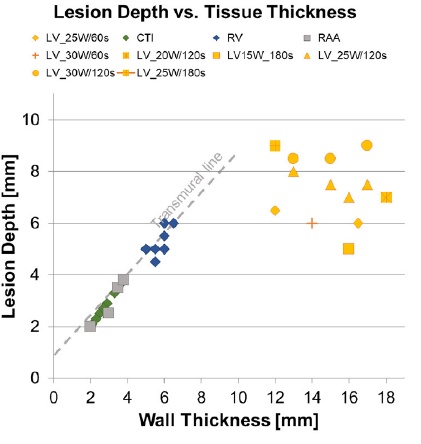 Lesion Depth vs. Tissue Thickness
LV_25W/60s CTI RV RAA
LV_30W/60s LV_20W/120s LV15W_180s LV_25W/120s
LV_30W/120s LV_25W/180s
10
8
6
4
2
0
Transmural line
Lesion Depth [mm]
0 2 4 6 8 10 12 14 16 18
Wall Thickness [mm]